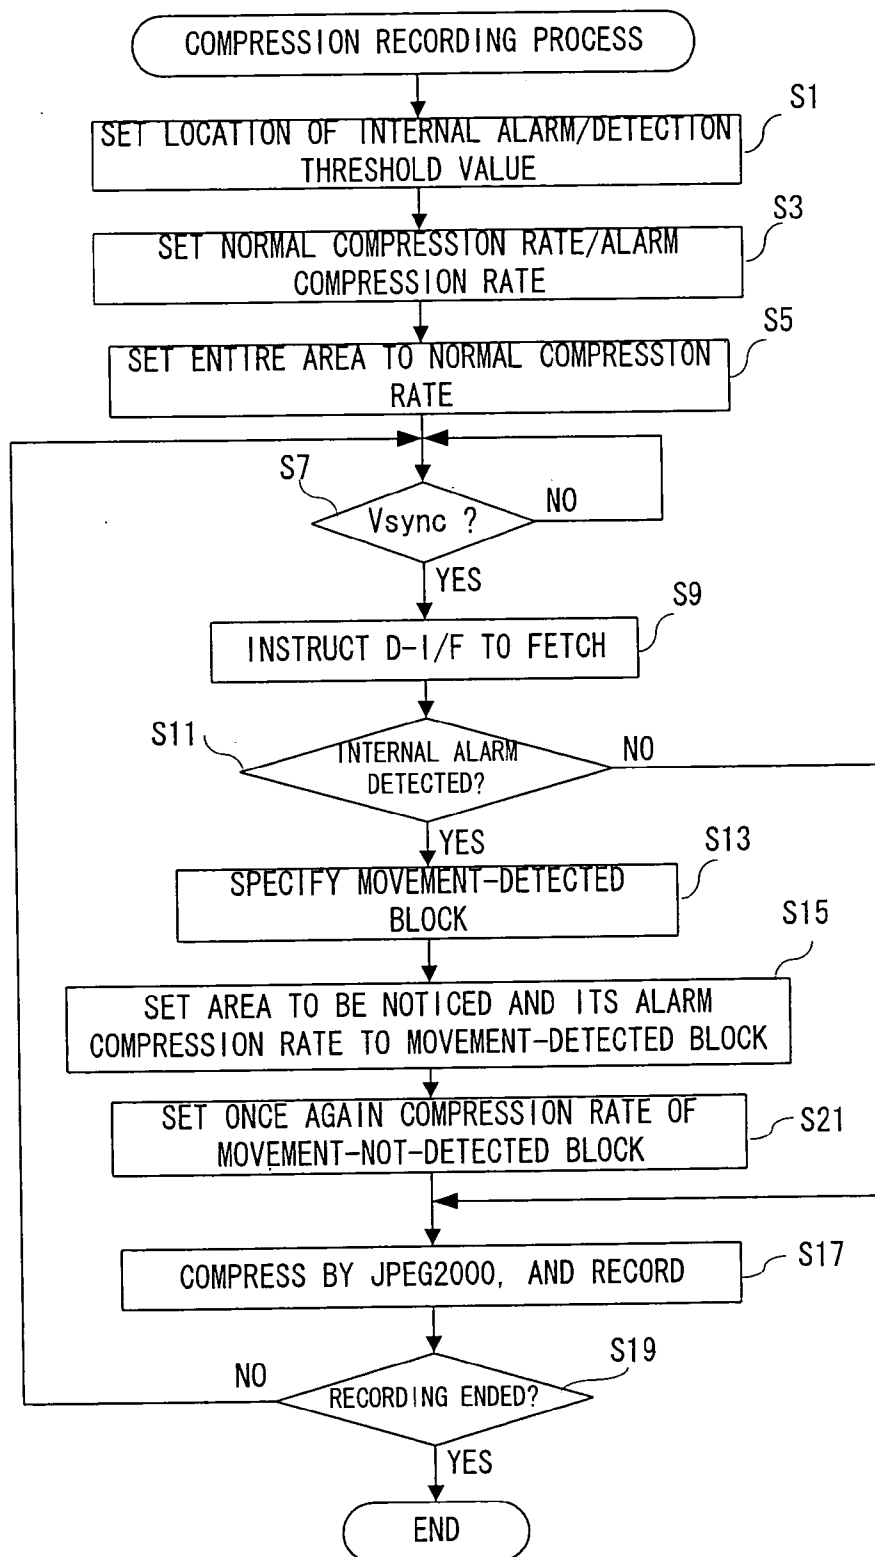 COMPRESSION RECORDING PROCESS
S1
SET LOCATION OF INTERNAL ALARM/DETECTION
THRESHOLD VALUE
S3
SET NORMAL COMPRESSION RATE/ALARM
COMPRESSION RATE
S5
SET ENTIRE AREA TO NORMAL COMPRESSION
RATE
S7
Vsync ?
NO
YES
S9
INSTRUCT D-I/F TO FETCH
S11
INTERNAL ALARM
DETECTED?
NO
YES
S13
SPECIFY MOVEMENT-DETECTED
BLOCK
S15
SET AREA TO BE NOTICED AND ITS ALARM
COMPRESSION RATE TO MOVEMENT-DETECTED BLOCK
SET ONCE AGAIN COMPRESSION RATE OF
MOVEMENT-NOT-DETECTED BLOCK
S21
COMPRESS BY JPEG2000, AND RECORD
S17
S19
NO
RECORDING ENDED?
YES
END